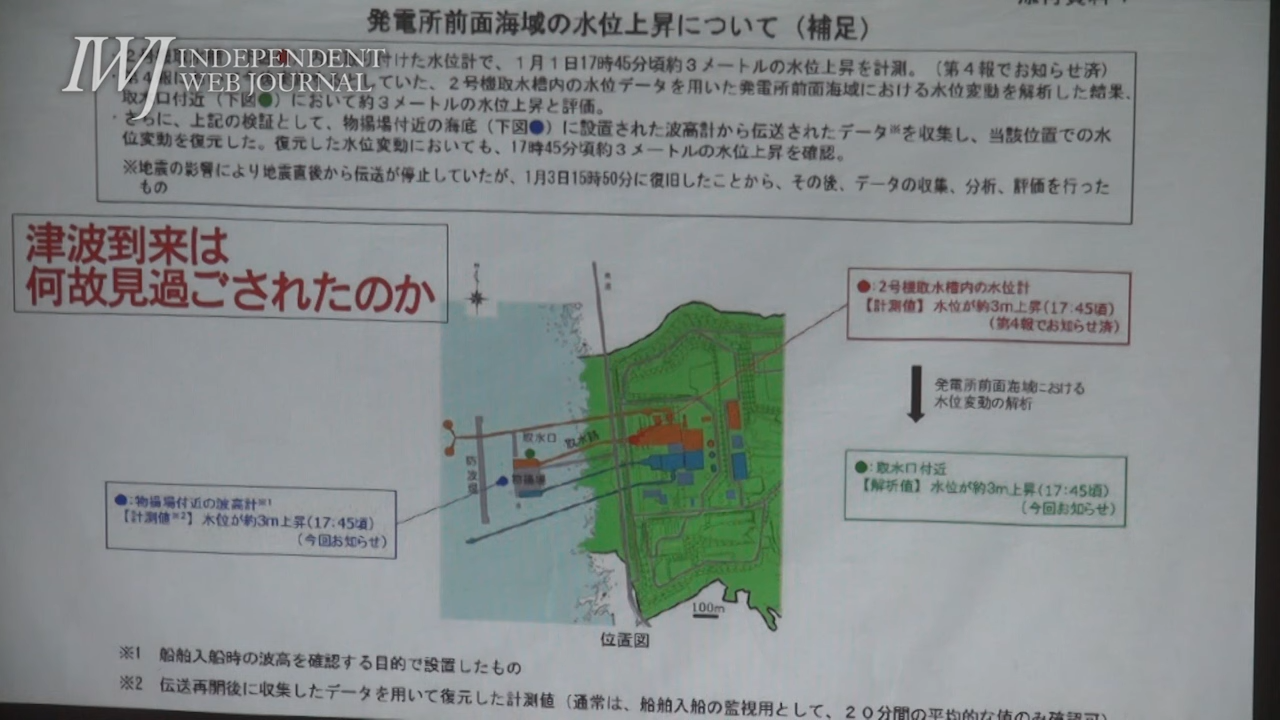 発電所前面海域の水位上昇について（補足）
IWJ INDEPENDENT
WEB JOURNAL
付けた水位計で、１月１日17時45分頃約３メートルの水位上昇を計測。（第４報でお知らせ済）
していた、２号機取水槽内の水位データを用いた発電所前面海域における水位変動を解析した結果、
取水口付近（下図●）において約３メートルの水位上昇と評価。
・さらに、上記の検証として、物揚場付近の海底（下図●）に設置された波高計から伝送されたデータ※を収集し、当該位置での水
位変動を復元した。復元した水位変動においても、17時45分頃約３メートルの水位上昇を確認。
※地震の影響により地震直後から伝送が停止していたが、1月3日15時50分に復旧したことから、その後、データの収集、分析、評価を行った
もの
津波到来は
何故見過ごされたのか
●：2号機取水槽内の水位計
【計測値】 水位が約3m上昇(17:45頃)
（第4報でお知らせ済）
発電所前面海域における
水位変動の解析
取水口
取水路
防波堤
物揚場
●：取水口付近
【解析値】 水位が約3m上昇(17:45頃)
（今回お知らせ）
●：物揚場付近の波高計※1
【計測値※2】 水位が約3m上昇(17:45頃)
（今回お知らせ）
100m
位置図
※1 船舶入船時の波高を確認する目的で設置したもの
※2 伝送再開後に収集したデータを用いて復元した計測値（通常は、船舶入船の監視用として、２０分間の平均的な値のみ確認可）